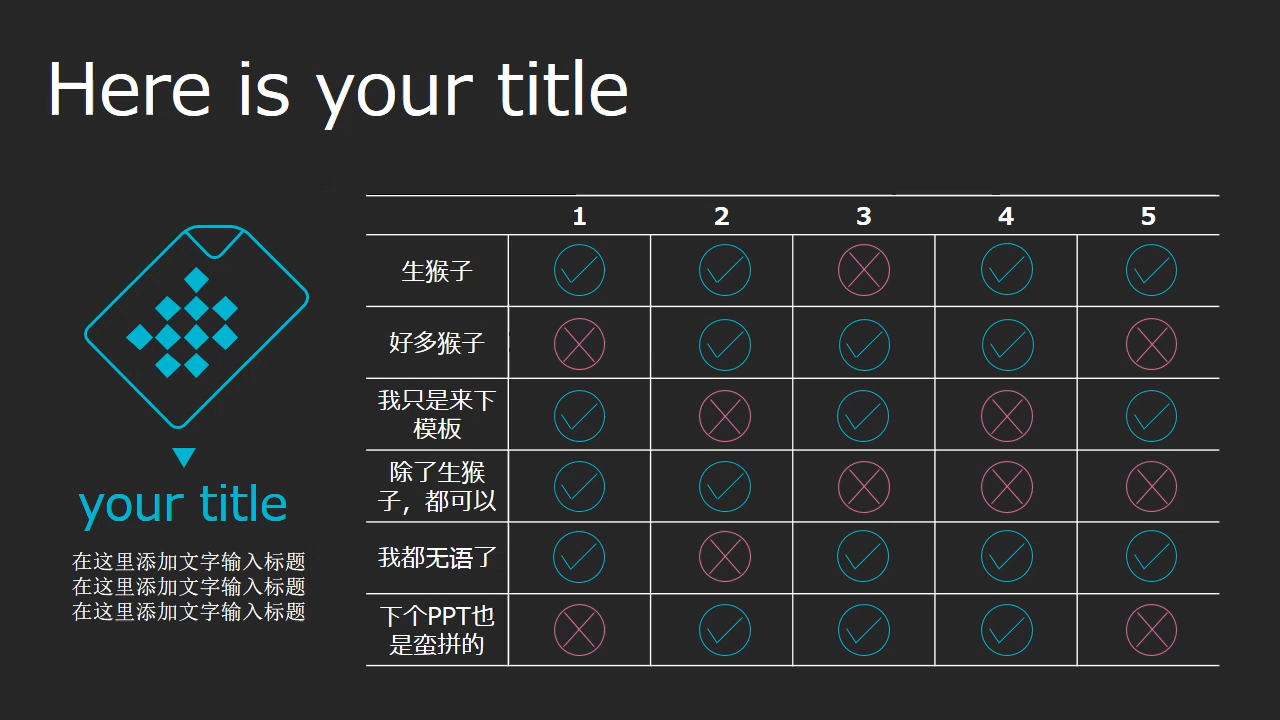 Here is your title
1 2 3 4 5
生猴子
好多猴子
我只是来下
模板
除了生猴
子，都可以
我都无语了
下个PPT也
是蛮拼的
your title
在这里添加文字输入标题
在这里添加文字输入标题
在这里添加文字输入标题